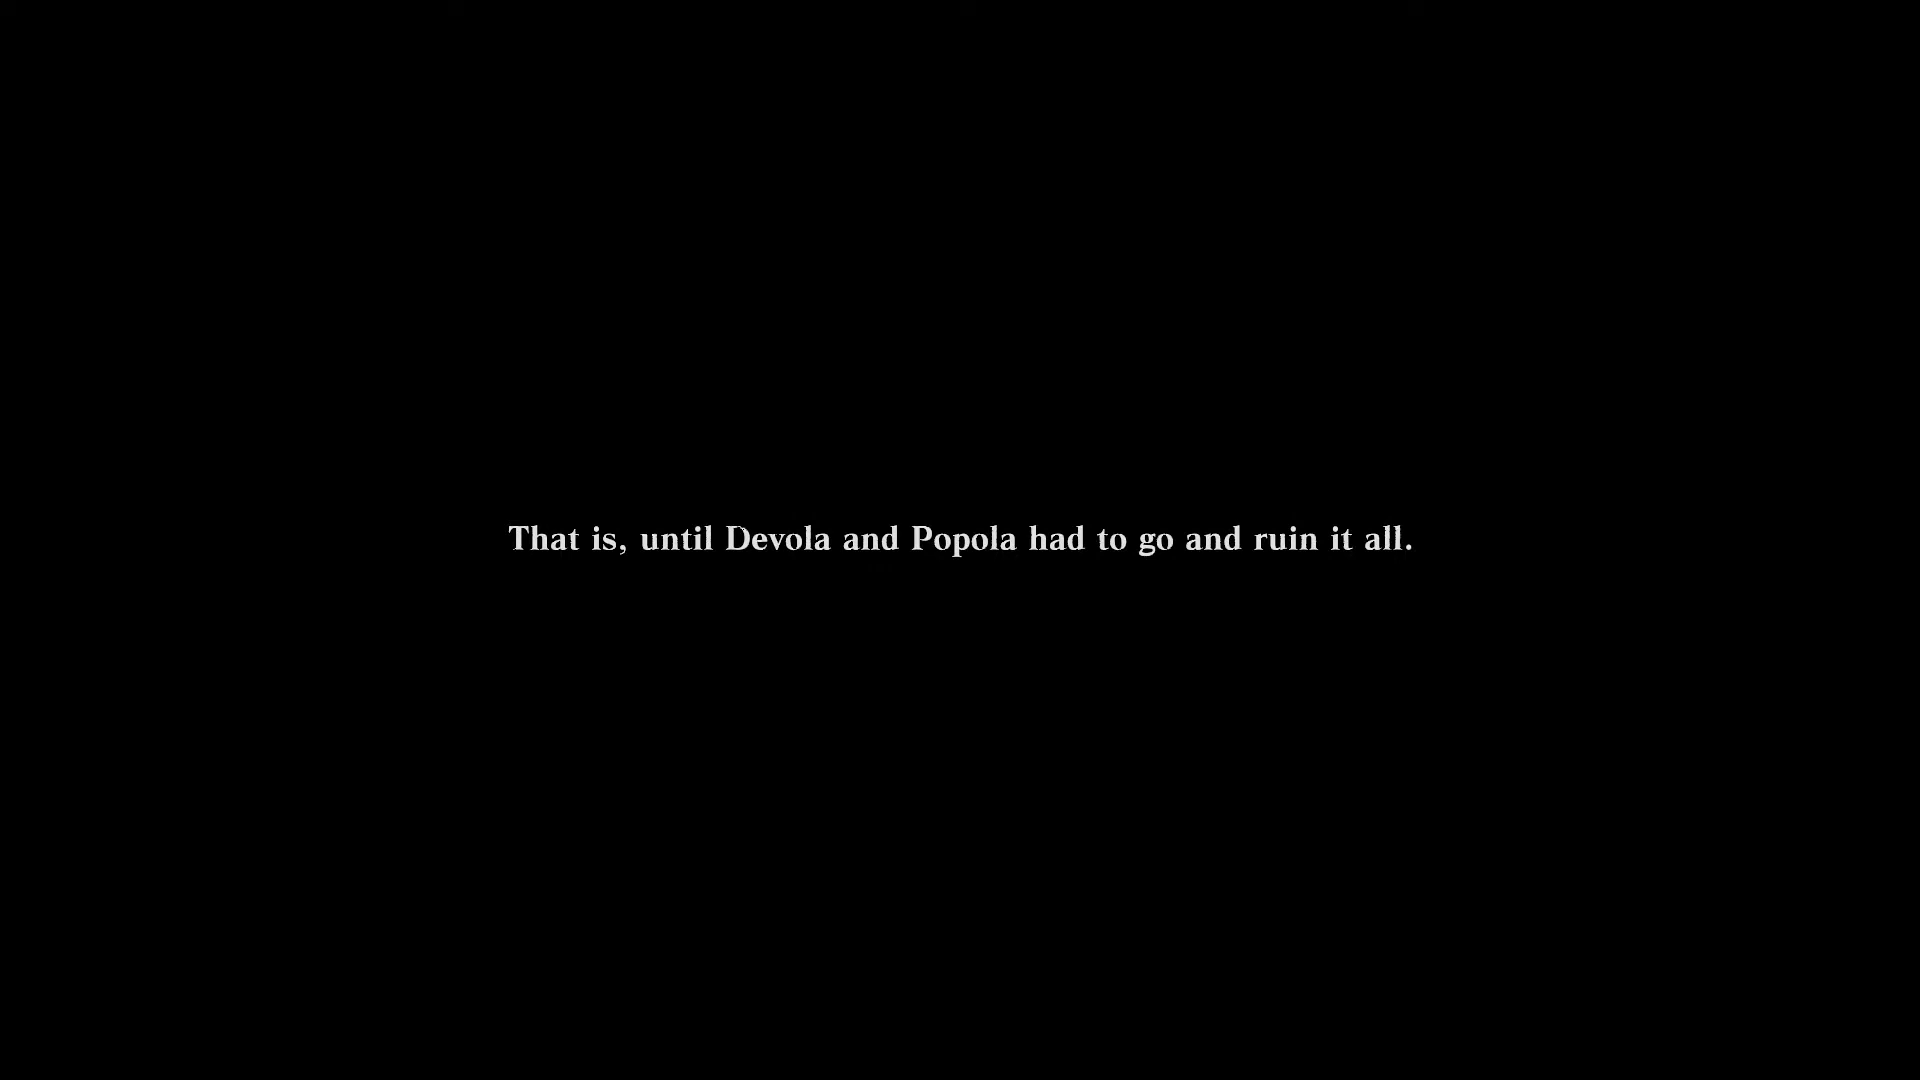 That is, until Devola and Popola had to go and ruin it all.